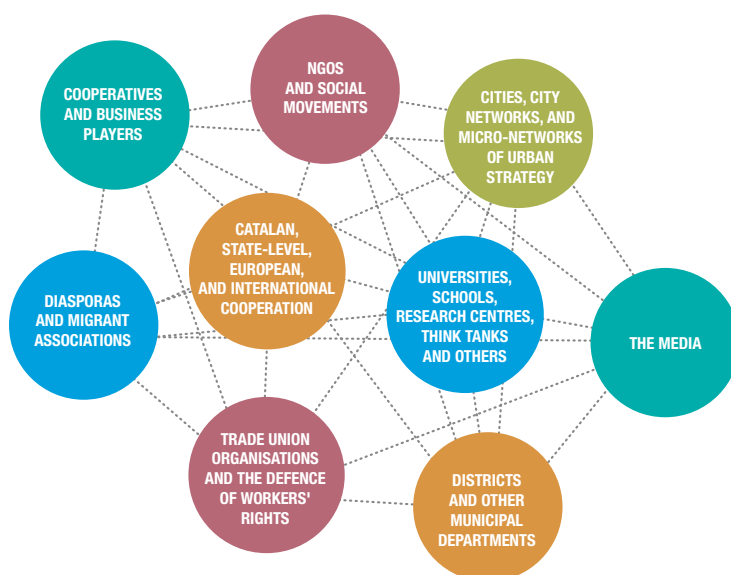 NGOS
AND SOCIAL
MOVEMENTS
COOPERATIVES
AND BUSINESS
PLAYERS
CITIES, CITY
NETWORKS, AND
MICRO-NETWORKS
OF URBAN
STRATEGY
CATALAN,
STATE-LEVEL,
EUROPEAN,
AND INTERNATIONAL
COOPERATION
UNIVERSITIES,
SCHOOLS,
RESEARCH CENTRES,
THINK TANKS
AND OTHERS
DIASPORAS
AND MIGRANT
ASSOCIATIONS
THE MEDIA
TRADE UNION
ORGANISATIONS
AND THE DEFENCE
OF WORKERS'
RIGHTS
DISTRICTS
AND OTHER
MUNICIPAL
DEPARTMENTS